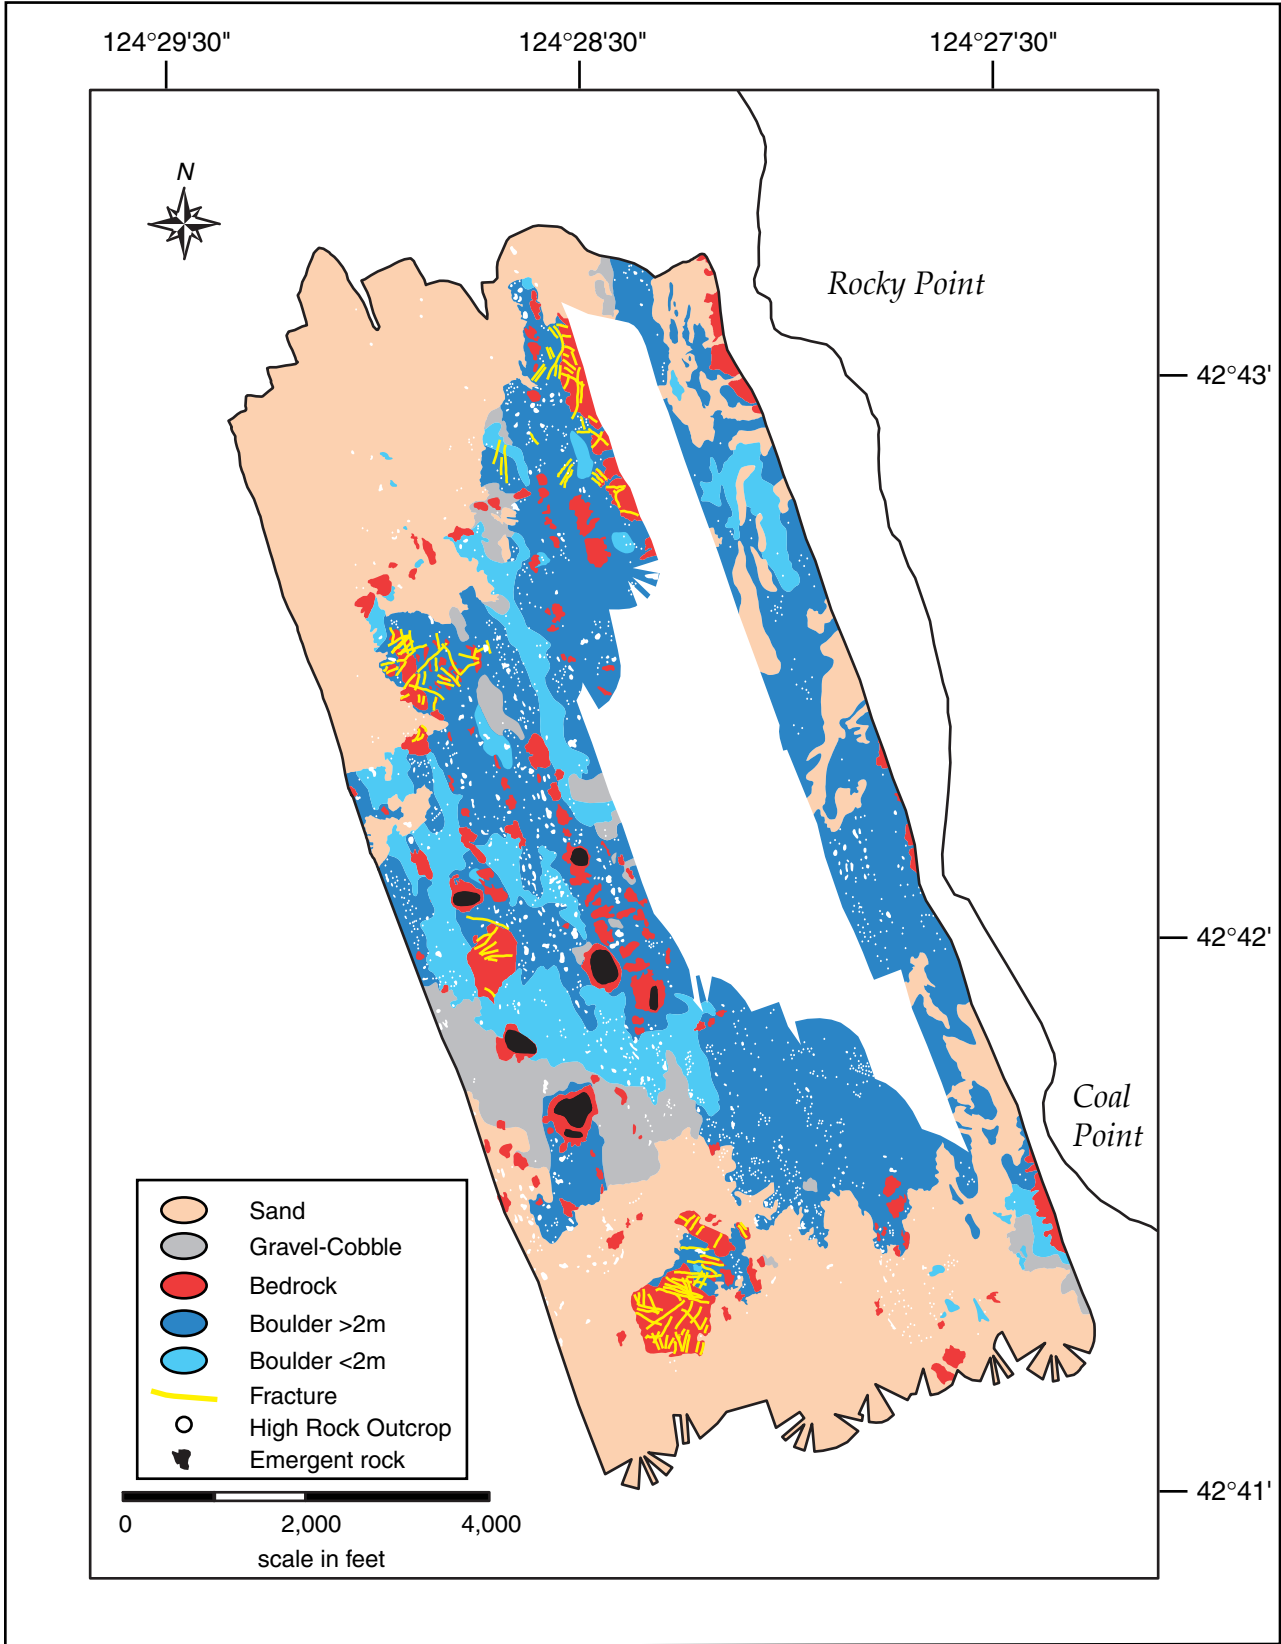 124°29'30" 124°28'30" 124°27'30"
N
Rocky Point
42°43'
42°42'
Coal
Point
Sand
Gravel-Cobble
Bedrock
Boulder >2m
Boulder <2m
Fracture
High Rock Outcrop
Emergent rock
42°41'
0 2,000 4,000
scale in feet